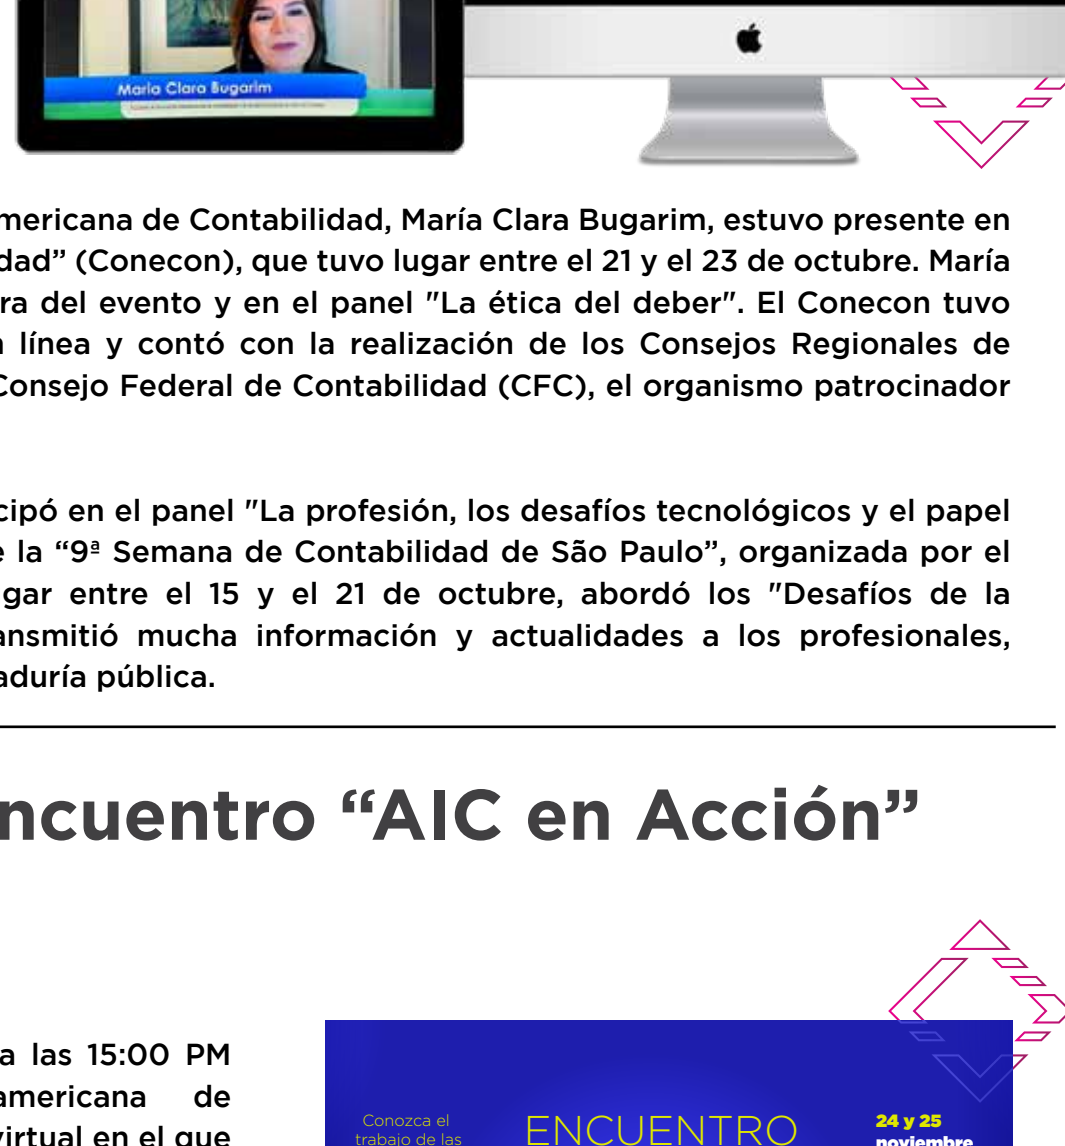 Maria Clara Bugarim
mericana de Contabilidad, María Clara Bugarim, estuvo presente en
dad” (Conecon), que tuvo lugar entre el 21 y el 23 de octubre. María
ra del evento y en el panel "La ética del deber". El Conecon tuvo
línea y contó con la realización de los Consejos Regionales de
Consejo Federal de Contabilidad (CFC), el organismo patrocinador
cipó en el panel "La profesión, los desafíos tecnológicos y el papel
e la “9ª Semana de Contabilidad de São Paulo”, organizada por el
gar entre el 15 y el 21 de octubre, abordó los "Desafíos de la
ansmitió mucha información y actualidades a los profesionales,
aduría pública.
ncuentro “AIC en Acción”
a las 15:00 PM
americana de
virtual en el que
Conozca el
trabajo de las
ENCUENTRO
24 y 25
noviembre